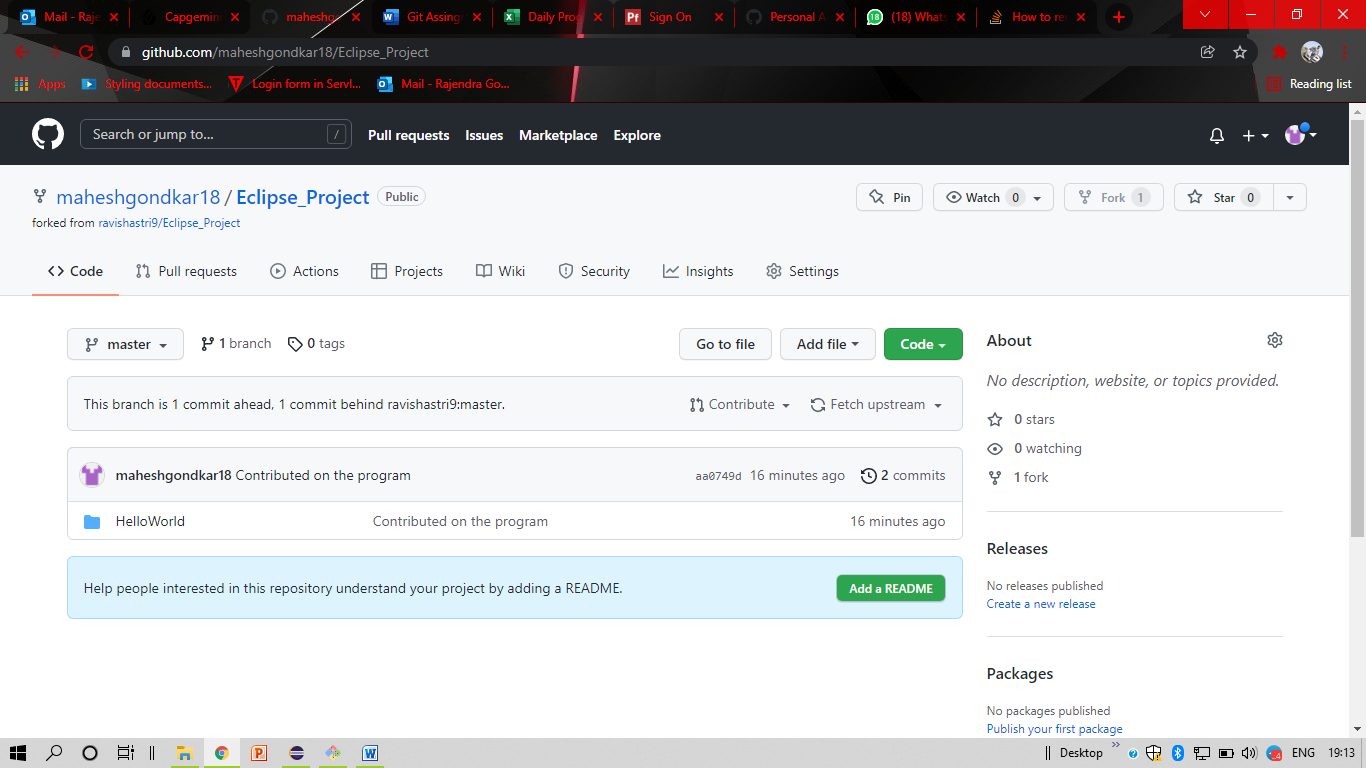 Mail - Raje
Capgemini
maheshgo
Git Assign
Daily Prog
Sign On
Personal A
(18) Whats
How to re
github.com/maheshgondkar18/Eclipse_Project
Apps
Styling documents...
Login form in Servl...
Mail - Rajendra Go...
Reading list
Search or jump to...
/
Pull requests
Issues
Marketplace
Explore
maheshgondkar18 / Eclipse_Project
Public
Pin
Watch 0
Fork 1
Star 0
forked from ravishastri9/Eclipse_Project
Code
Pull requests
Actions
Projects
Wiki
Security
Insights
Settings
master
1 branch
0 tags
Go to file
Add file
Code
This branch is 1 commit ahead, 1 commit behind ravishastri9:master.
Contribute
Fetch upstream
maheshgondkar18 Contributed on the program
aa0749d 16 minutes ago
2 commits
HelloWorld
Contributed on the program
16 minutes ago
Help people interested in this repository understand your project by adding a README.
Add a README
About
No description, website, or topics provided.
0 stars
0 watching
1 fork
Releases
No releases published
Create a new release
Packages
No packages published
Publish your first package
Desktop
ENG
19:13